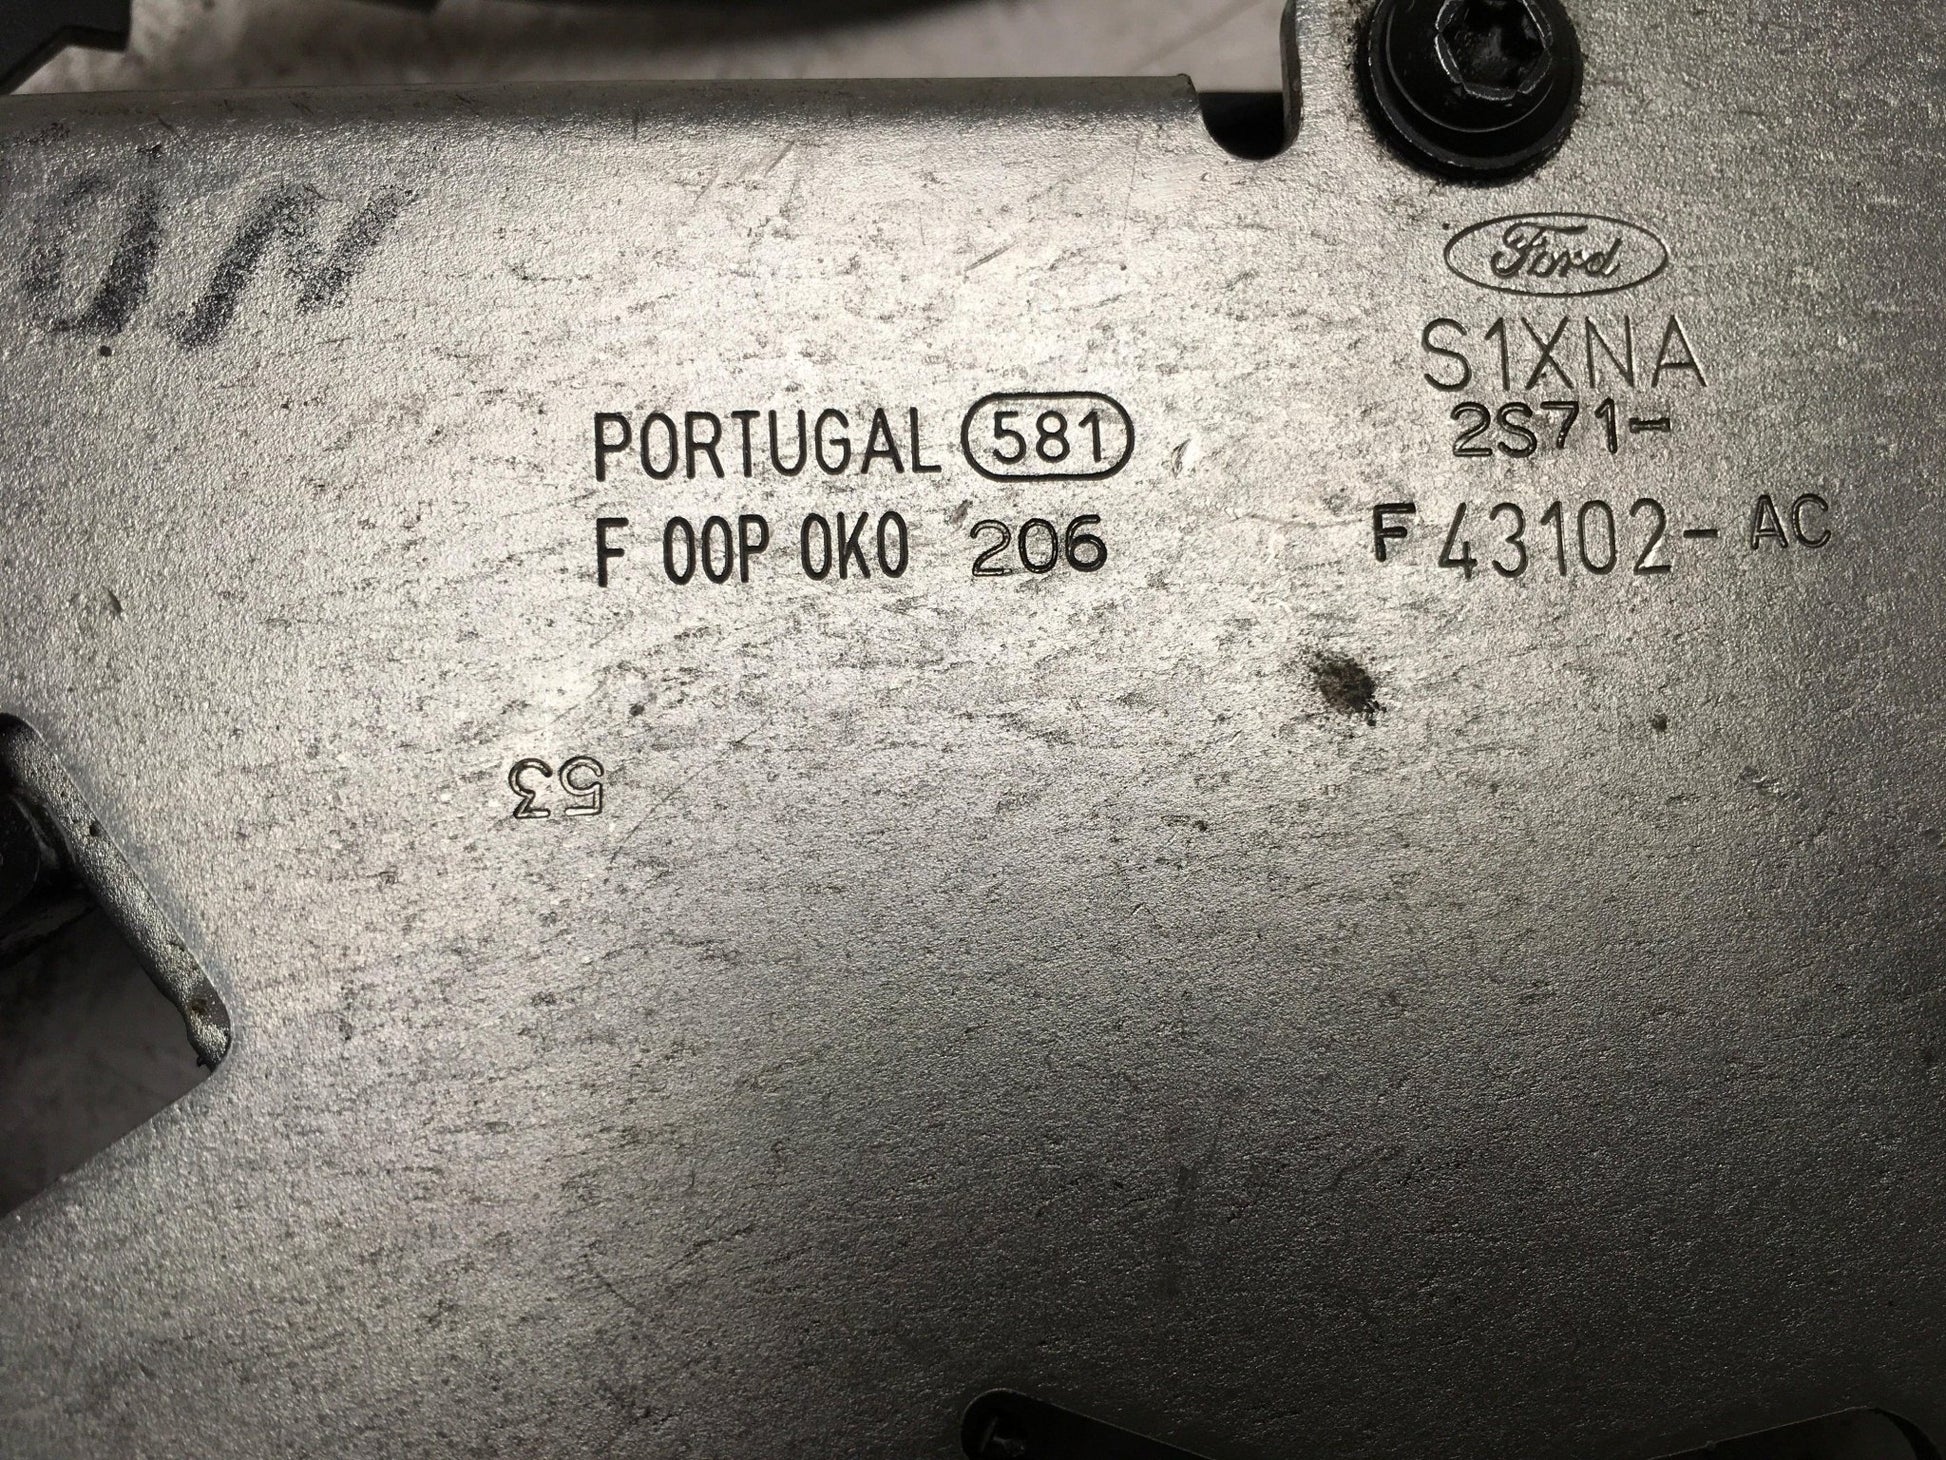 Ford
S1XNA
2S71-
F 43102-AC
PORTUGAL 581
F 00P 0K0 206
53